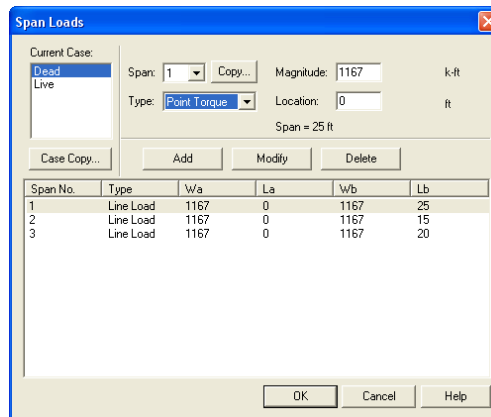 Span Loads
Current Case:
Dead
Live
Span: 1 Copy... Magnitude: 1167 k-ft
Type: Point Torque Location: 0 ft
Span = 25 ft
Case Copy... Add Modify Delete
Span No. Type Wa La Wb Lb
1 Line Load 1167 0 1167 25
2 Line Load 1167 0 1167 15
3 Line Load 1167 0 1167 20
OK Cancel Help